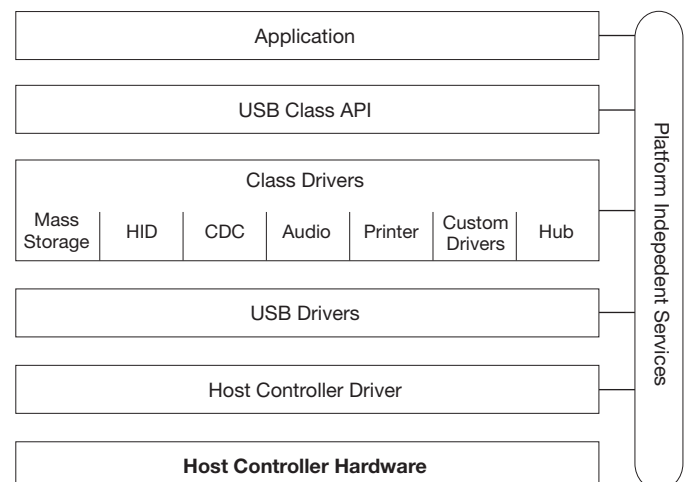 Application
USB Class API
Class Drivers
Mass
Storage
HID
CDC
Audio
Printer
Custom
Drivers
Hub
USB Drivers
Host Controller Driver
Host Controller Hardware
Platform Indepedent Services